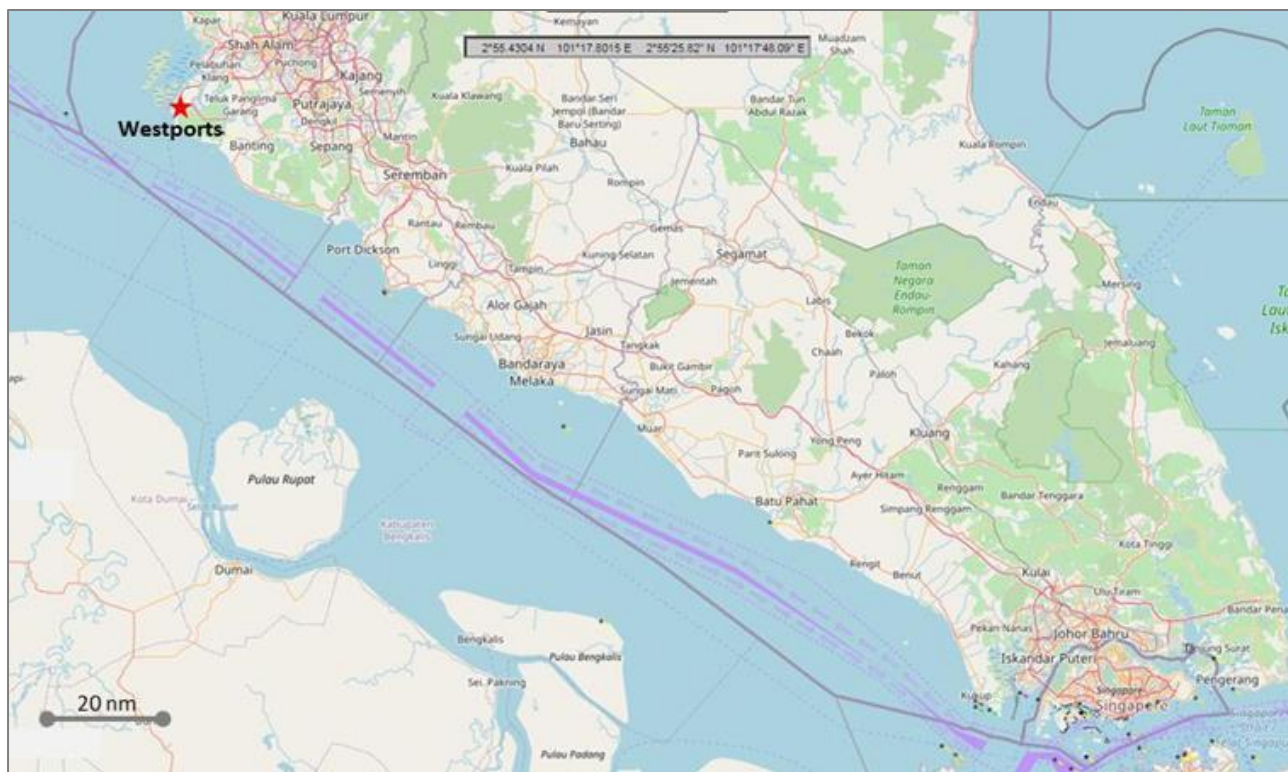 Kuala Lumpur
Kemayan
Kapar
Shah Alam
Muadzam
Shah
2°55.4304 N 101°17.8015 E 2°55'25.82" N 101°17'48.09" E
Pelabuhan
Klang
Puchong
Kajang
Semenyih
Teluk Panglima
Garang
Putrajaya
Dengkil
Kuala Klawang
Bandar Seri
Jempol (Bandar
Baru Serting)
Bandar Tun
Abdul Razak
Westports
Banting
Sepang
Mantin
Bahau
Kuala Rompin
Taman
Laut Tioman
Seremban
Kuala Pilah
Rompin
Endau
Rantau
Rembau
Gemas
Port Dickson
Linggi
Tampin
Kuning Selatan
Segamat
Taman
Negara
Endau-
Rompin
Mersing
Jementah
Labis
Alor Gajah
Sungai Udang
Jasin
Tangkak
Bekok
Jemaluang
Bandaraya
Melaka
Bukit Gambir
Chaah
Paloh
Kahang
Sungai Mati
Pagoh
Muar
Yong Peng
Kluang
Parit Sulong
Ayer Hitam
Pulau Rupat
Renggam
Bandar Tenggara
Kota Dumai
Batu Pahat
Simpang Renggam
Kabupaten
Bengkalis
Kota Tinggi
Dumai
Rengit
Benut
Kulai
Ulu Tiram
Pekan Nanas
Johor Bahru
Bengkalis
Pulau Bengkalis
Iskandar Puteri
Tanjung Surat
Pengerang
Sei. Pakning
Kukup
Singapore
Singapore
20 nm
Pulau Padang